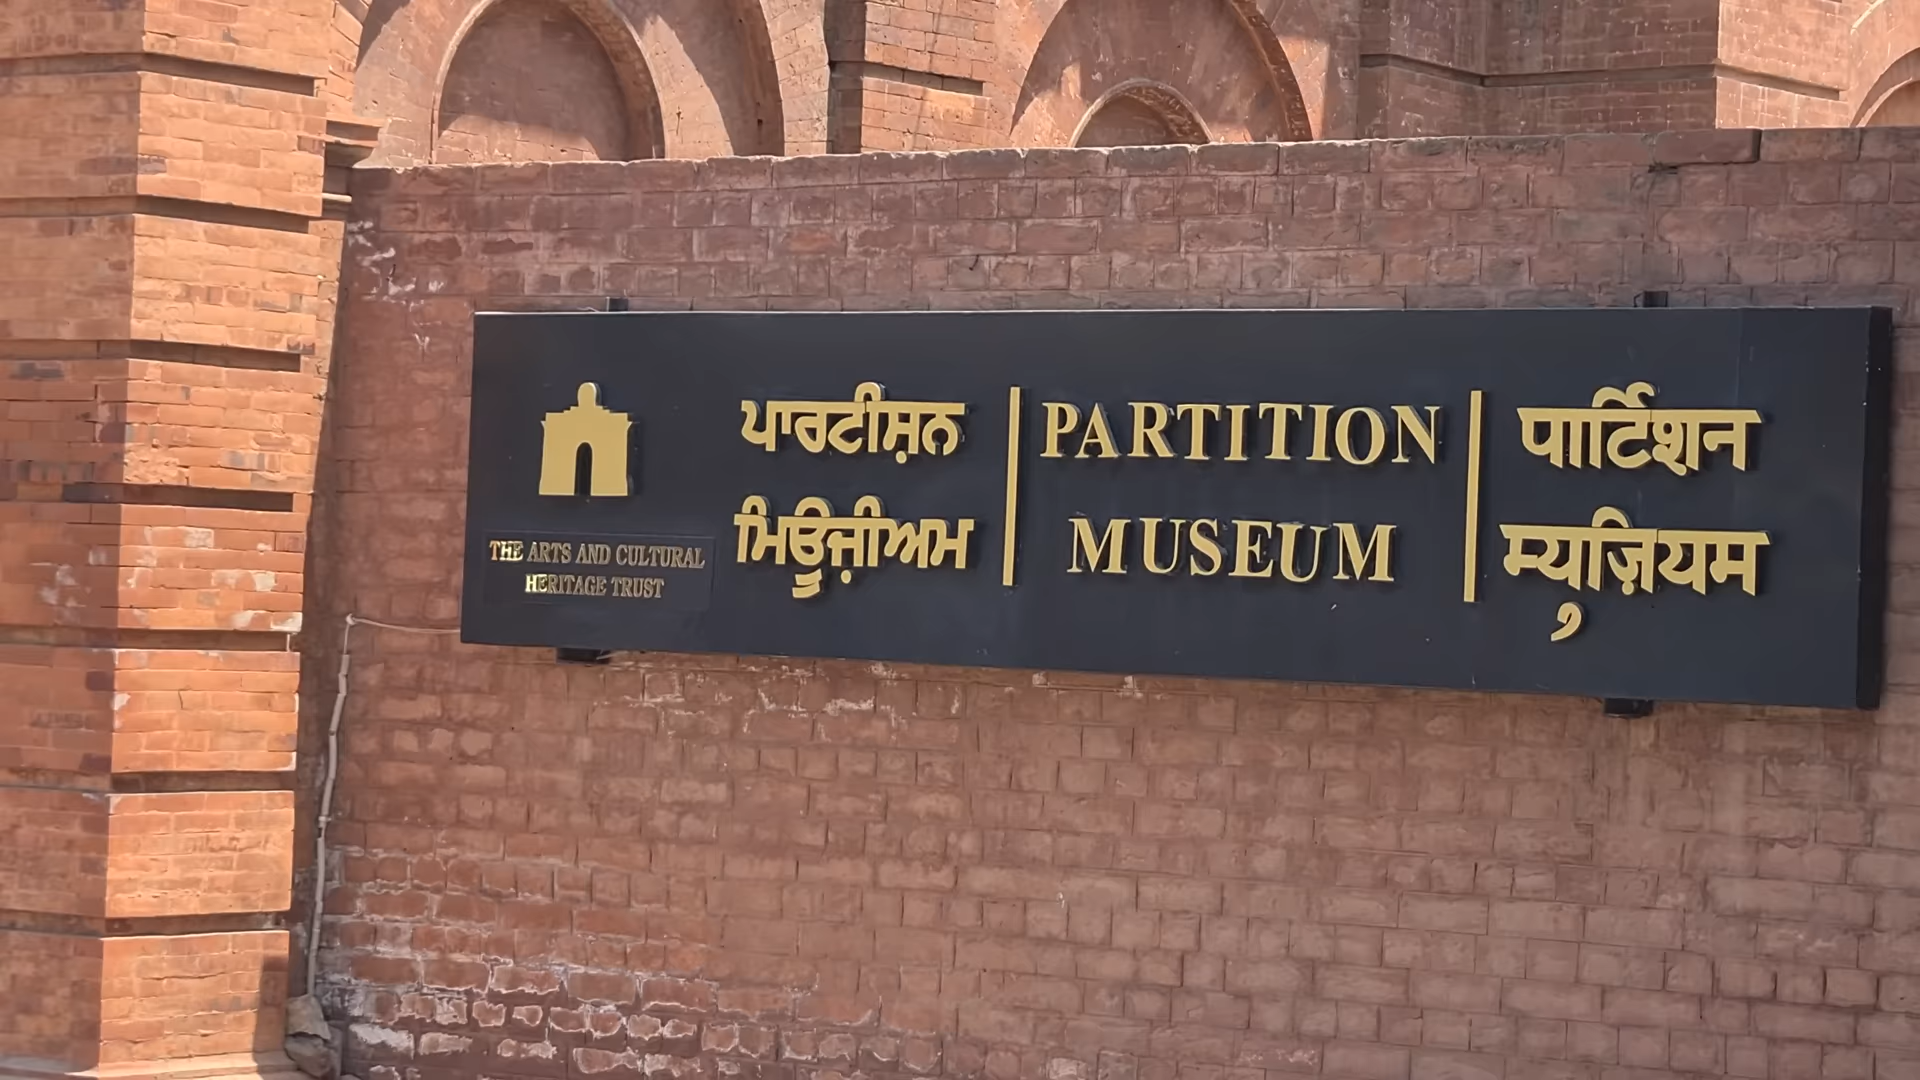 THE ARTS AND CULTURAL
HERITAGE TRUST
ਪਾਰਟੀਸ਼ਨ
ਮਿਊਜ਼ੀਅਮ
PARTITION
MUSEUM
पार्टिशन
म्युज़ियम